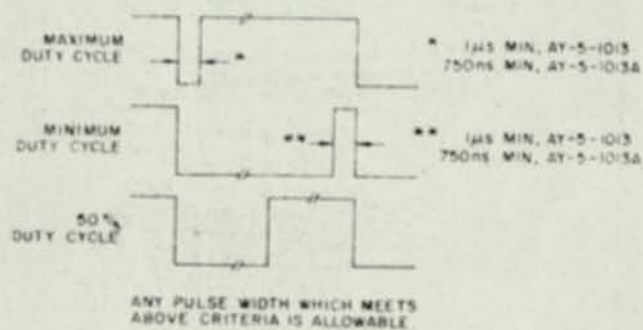 MAXIMUM
DUTY CYCLE
*
* 1µs MIN, AY-5-1013
750ns MIN, AY-5-1013A
MINIMUM
DUTY CYCLE
**
** 1µs MIN, AY-5-1013
750ns MIN, AY-5-1013A
50%
DUTY CYCLE
ANY PULSE WIDTH WHICH MEETS
ABOVE CRITERIA IS ALLOWABLE